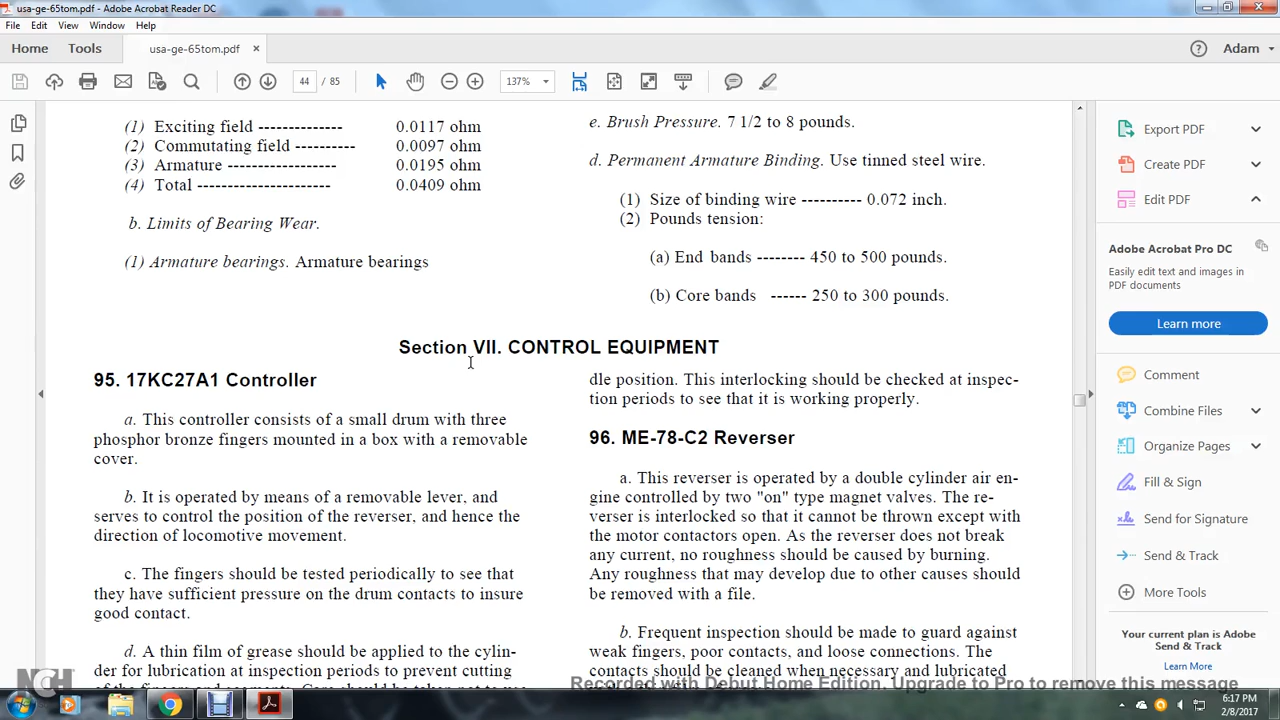 usa-ge-65tom.pdf - Adobe Acrobat Reader DC
File Edit View Window Help
Home Tools usa-ge-65tom.pdf × Adam
44 / 85 137%
(1) Exciting field -------------- 0.0117 ohm
(2) Commutating field ---------- 0.0097 ohm
(3) Armature ------------------ 0.0195 ohm
(4) Total ---------------------- 0.0409 ohm
b. Limits of Bearing Wear.
(1) Armature bearings. Armature bearings
e. Brush Pressure. 7 1/2 to 8 pounds.
d. Permanent Armature Binding. Use tinned steel wire.
(1) Size of binding wire ---------- 0.072 inch.
(2) Pounds tension:
(a) End bands -------- 450 to 500 pounds.
(b) Core bands ------ 250 to 300 pounds.
Section VII. CONTROL EQUIPMENT
95. 17KC27A1 Controller
a. This controller consists of a small drum with three
phosphor bronze fingers mounted in a box with a removable
cover.
b. It is operated by means of a removable lever, and
serves to control the position of the reverser, and hence the
direction of locomotive movement.
c. The fingers should be tested periodically to see that
they have sufficient pressure on the drum contacts to insure
good contact.
d. A thin film of grease should be applied to the cylin-
der for lubrication at inspection periods to prevent cutting
dle position. This interlocking should be checked at inspec-
tion periods to see that it is working properly.
96. ME-78-C2 Reverser
a. This reverser is operated by a double cylinder air en-
gine controlled by two "on" type magnet valves. The re-
verser is interlocked so that it cannot be thrown except with
the motor contactors open. As the reverser does not break
any current, no roughness should be caused by burning.
Any roughness that may develop due to other causes should
be removed with a file.
b. Frequent inspection should be made to guard against
weak fingers, poor contacts, and loose connections. The
contacts should be cleaned when necessary and lubricated
Export PDF
Create PDF
Edit PDF
Adobe Acrobat Pro DC
Easily edit text and images in
PDF documents
Learn more
Comment
Combine Files
Organize Pages
Fill & Sign
Send for Signature
Send & Track
More Tools
Your current plan is Adobe
Send & Track
Learn More
NCH
Recorded with Debut Home Edition. Upgrade to Pro to remove this message
6:17 PM
2/8/2017